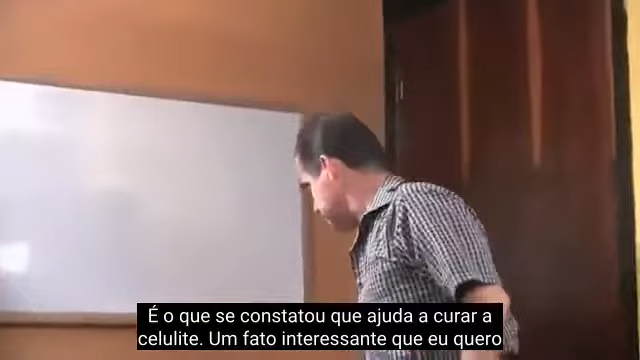 É o que se constatou que ajuda a curar a
celulite. Um fato interessante que eu quero